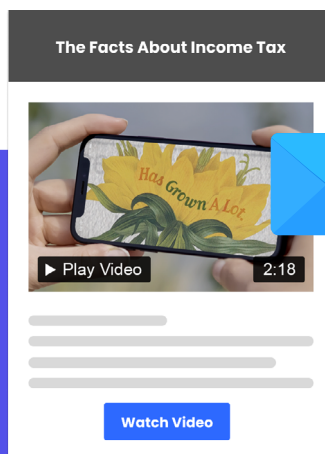 The Facts About Income Tax
Has Grown A Lot.
Play Video
2:18
Watch Video